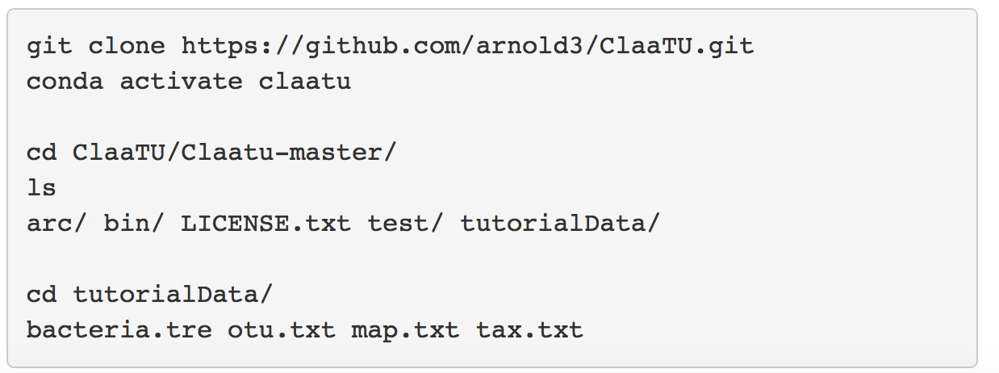 git clone https://github.com/arnold3/ClaaTU.git
conda activate claatu
cd ClaaTU/Claatu-master/
ls
arc/ bin/ LICENSE.txt test/ tutorialData/
cd tutorialData/
bacteria.tre otu.txt map.txt tax.txt